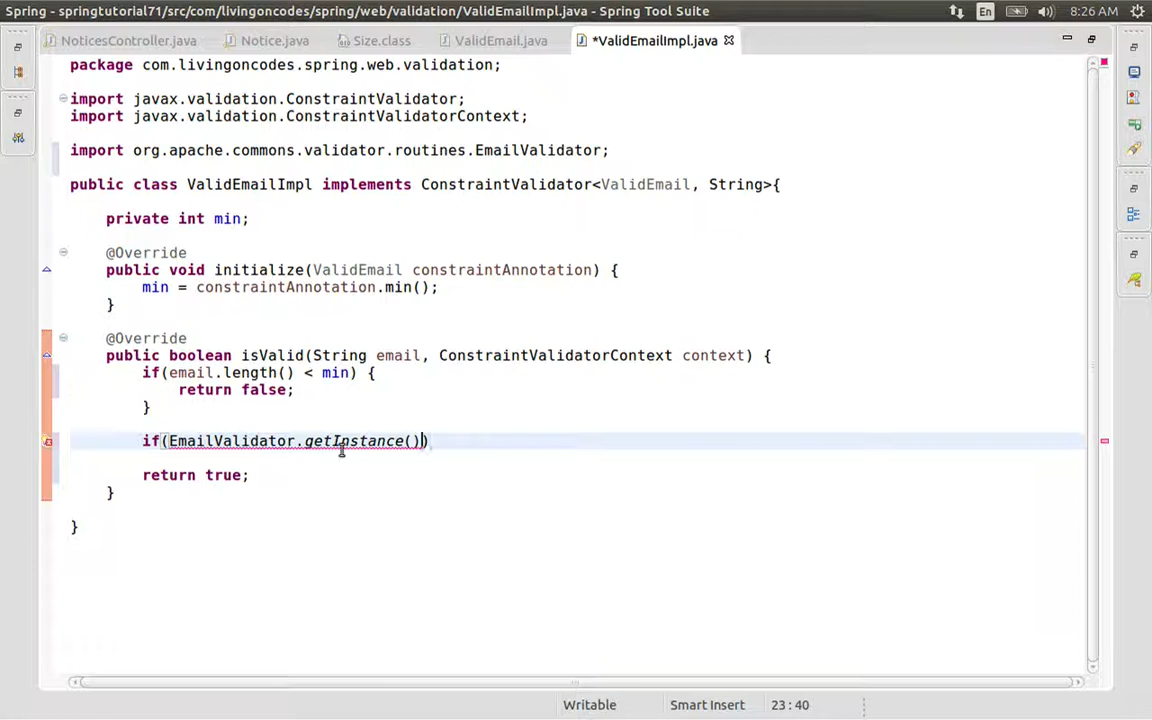 Spring - springtutorial71/src/com/livingoncodes/spring/web/validation/ValidEmailImpl.java - Spring Tool Suite
En
8:26 AM
NoticesController.java
Notice.java
Size.class
ValidEmail.java
*ValidEmailImpl.java
package com.livingoncodes.spring.web.validation;
import javax.validation.ConstraintValidator;
import javax.validation.ConstraintValidatorContext;
import org.apache.commons.validator.routines.EmailValidator;
public class ValidEmailImpl implements ConstraintValidator<ValidEmail, String>{
private int min;
@Override
public void initialize(ValidEmail constraintAnnotation) {
min = constraintAnnotation.min();
}
@Override
public boolean isValid(String email, ConstraintValidatorContext context) {
if(email.length() < min) {
return false;
}
if(EmailValidator.getInstance())
return true;
}
}
Writable
Smart Insert
23 : 40